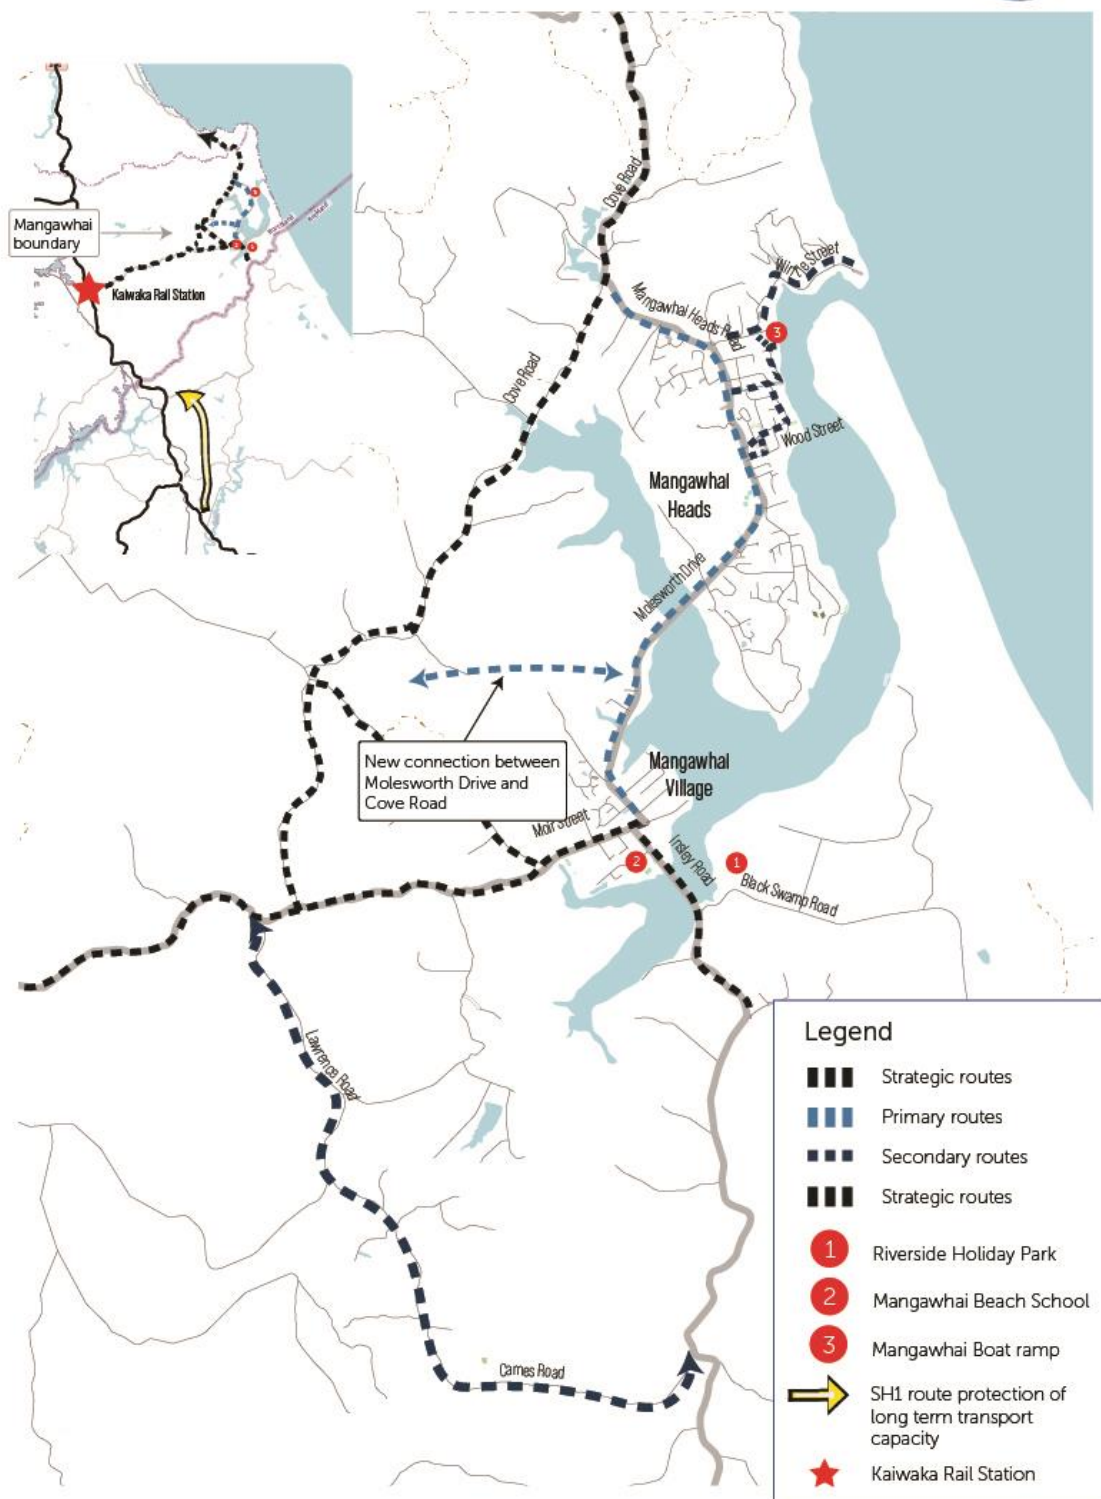 Mangawhai
boundary
Kaiwaka Rail Station
Cove Road
Wintle Street
Mangawhai Heads Road
Cove Road
Wood Street
Mangawhai
Heads
Molesworth Drive
New connection between
Molesworth Drive and
Cove Road
Mangawhai
Village
Moir Street
Insley Road
2
1
3
Black Swamp Road
Lawrence Road
Cames Road
Legend
Strategic routes
Primary routes
Secondary routes
Strategic routes
1 Riverside Holiday Park
2 Mangawhai Beach School
3 Mangawhai Boat ramp
SH1 route protection of
long term transport
capacity
Kaiwaka Rail Station